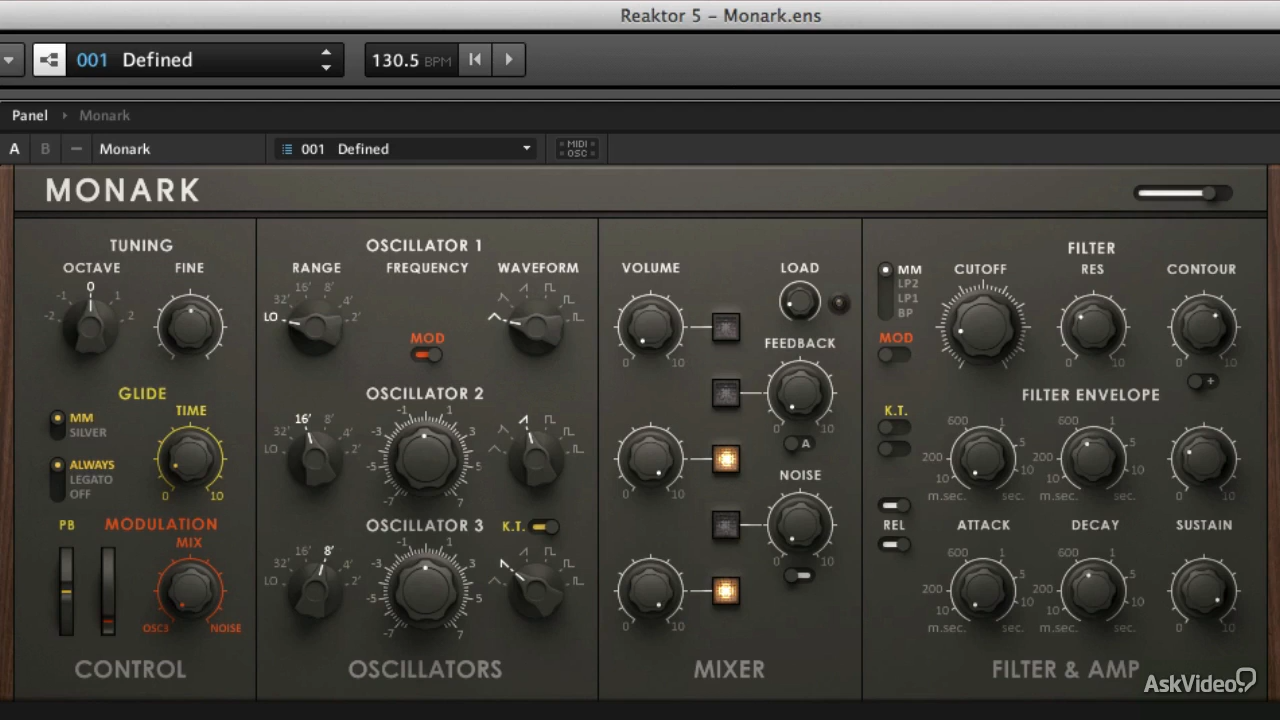 Reaktor 5 – Monark.ens
001 Defined
130.5 BPM
Panel Monark
A B Monark 001 Defined MIDI OSC
MONARK
TUNING
OCTAVE FINE
-2 -1 0 1 2
GLIDE
MM
SILVER
TIME
0 10
ALWAYS
LEGATO
OFF
PB MODULATION
MIX
OSC3 NOISE
CONTROL
OSCILLATOR 1
RANGE FREQUENCY WAVEFORM
LO 32' 16' 8' 4' 2'
MOD
OSCILLATOR 2
LO 32' 16' 8' 4' 2'
-7 -5 -3 -1 1 3 5 7
OSCILLATOR 3 K.T.
LO 32' 16' 8' 4' 2'
-7 -5 -3 -1 1 3 5 7
OSCILLATORS
VOLUME LOAD
0 10
FEEDBACK
0 10
A
0 10
NOISE
0 10
0 10
MIXER
FILTER
MM
LP2
LP1
BP
CUTOFF RES CONTOUR
MOD
0 10 0 10
+
K.T.
FILTER ENVELOPE
m.sec. 10 200 600 1 5 10 sec.
m.sec. 10 200 600 1 5 10 sec.
0 10
REL
ATTACK DECAY SUSTAIN
m.sec. 10 200 600 1 5 10 sec.
m.sec. 10 200 600 1 5 10 sec.
0 10
FILTER & AMP
AskVideo